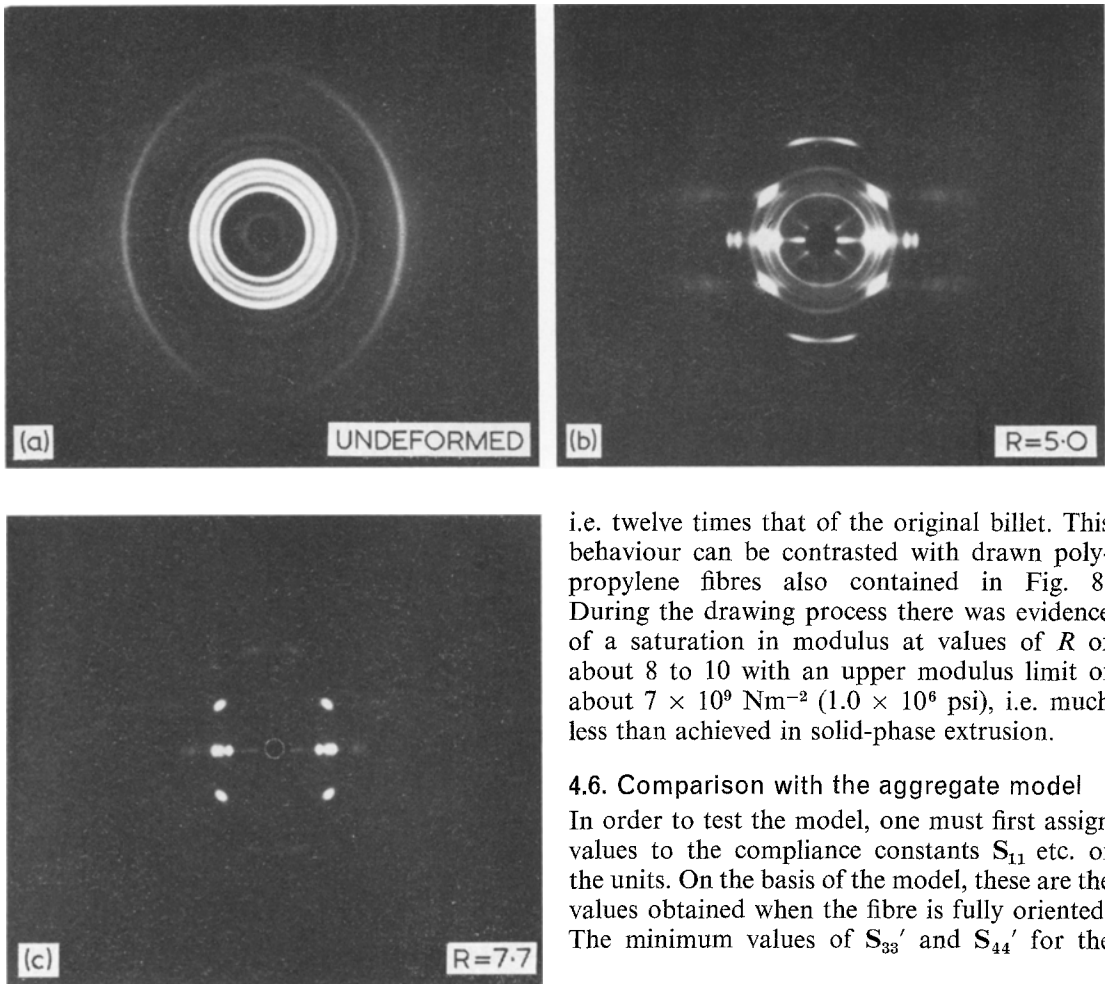 (a)
UNDEFORMED
(b)
R=5·0
(c)
R=7·7
i.e. twelve times that of the original billet. This
behaviour can be contrasted with drawn poly-
propylene fibres also contained in Fig. 8
During the drawing process there was evidence
of a saturation in modulus at values of R
about 8 to 10 with an upper modulus limit
about 7 × 10⁹ Nm⁻² (1.0 × 10⁶ psi), i.e. much
less than achieved in solid-phase extrusion.
4.6. Comparison with the aggregate model
In order to test the model, one must first assign
values to the compliance constants S₁₁ etc.
the units. On the basis of the model, these are the
values obtained when the fibre is fully oriented
The minimum values of S₃₃′ and S₄₄′ for the